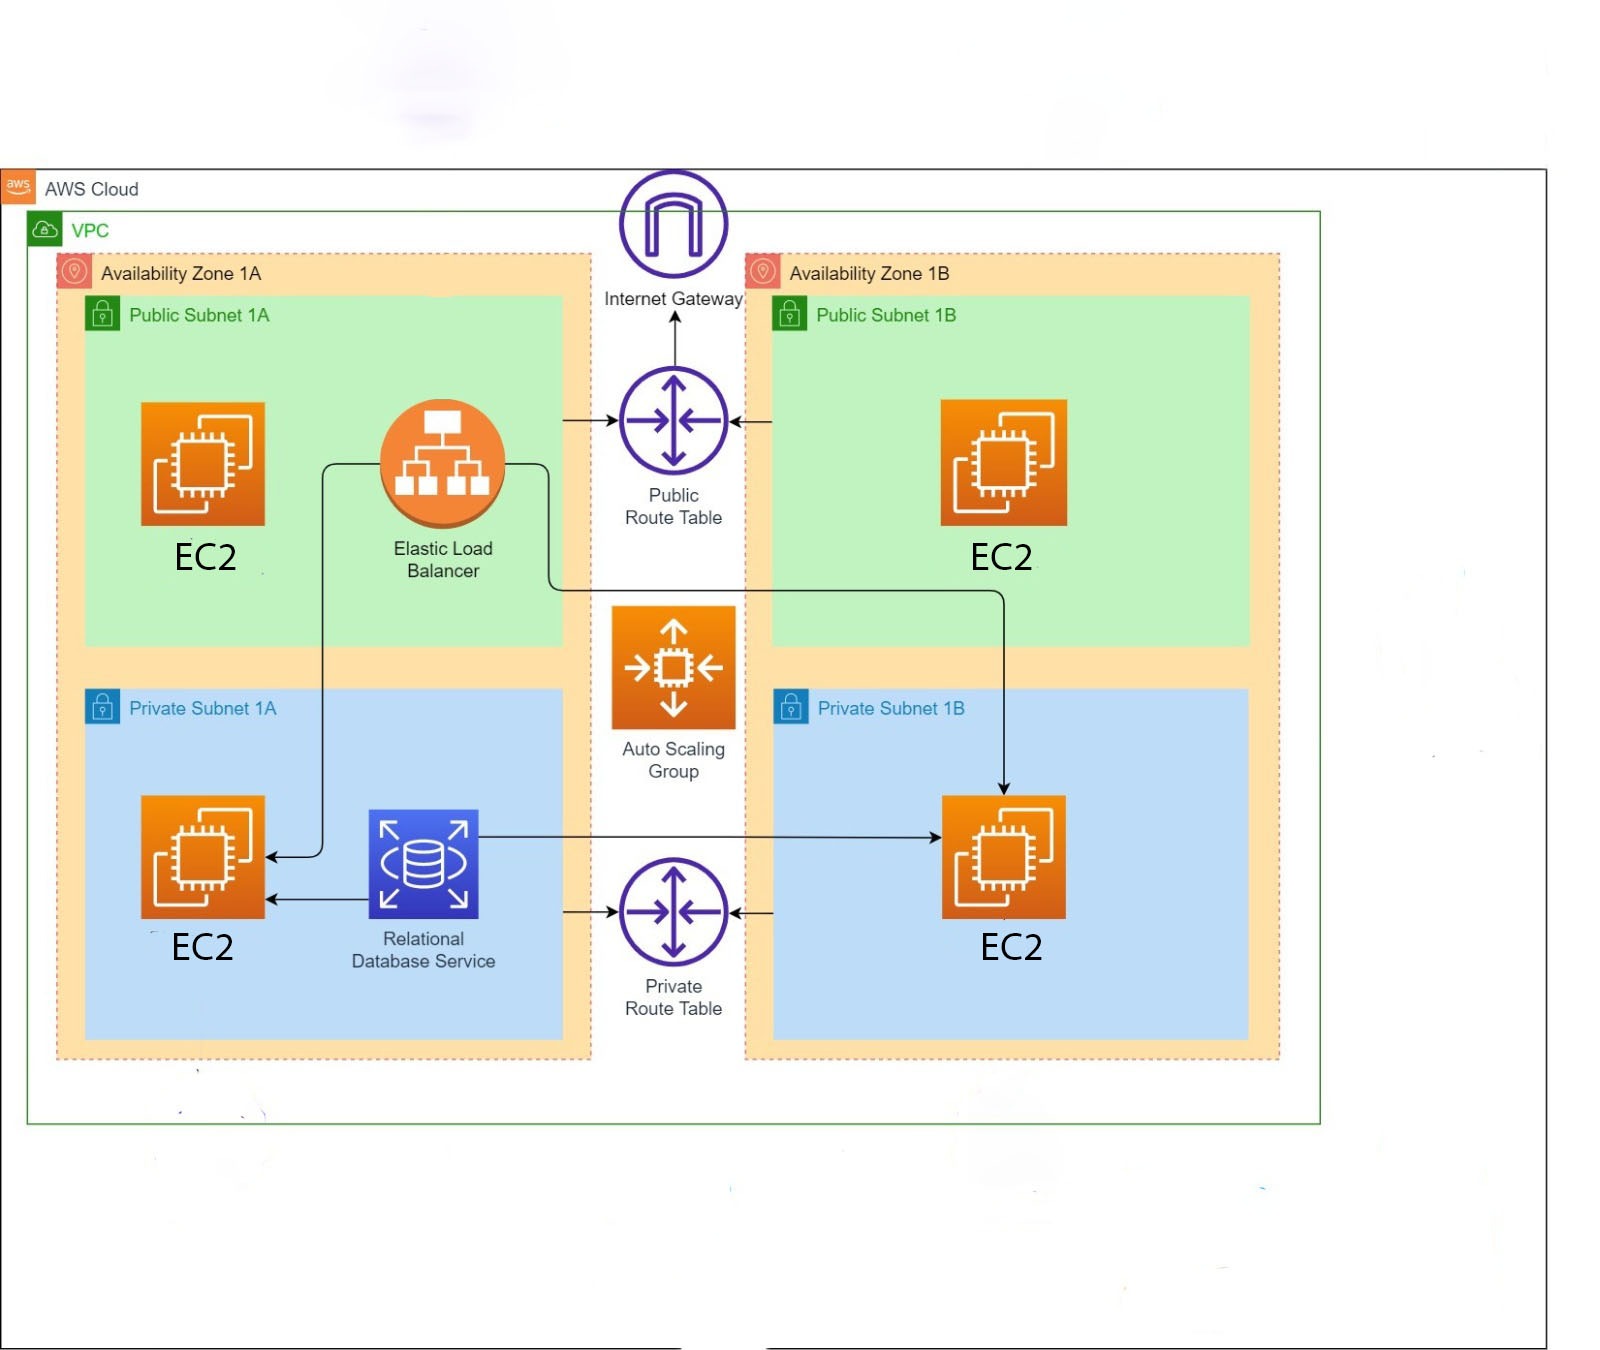 aws
AWS Cloud
VPC
Availability Zone 1A
Public Subnet 1A
EC2
Elastic Load
Balancer
Internet Gateway
Public
Route Table
Availability Zone 1B
Public Subnet 1B
EC2
Auto Scaling
Group
Private Subnet 1A
EC2
Relational
Database Service
Private
Route Table
Private Subnet 1B
EC2